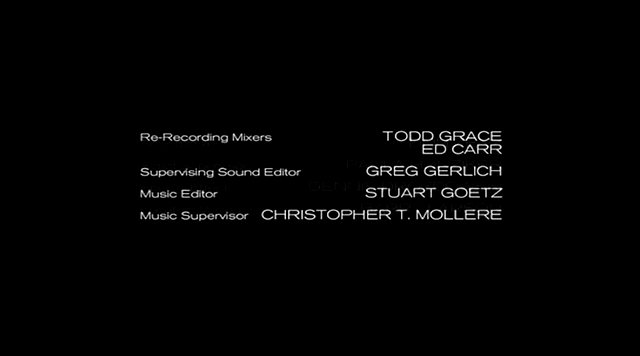 Re-Recording Mixers TODD GRACE
ED CARR
Supervising Sound Editor GREG GERLICH
Music Editor STUART GOETZ
Music Supervisor CHRISTOPHER T. MOLLERE